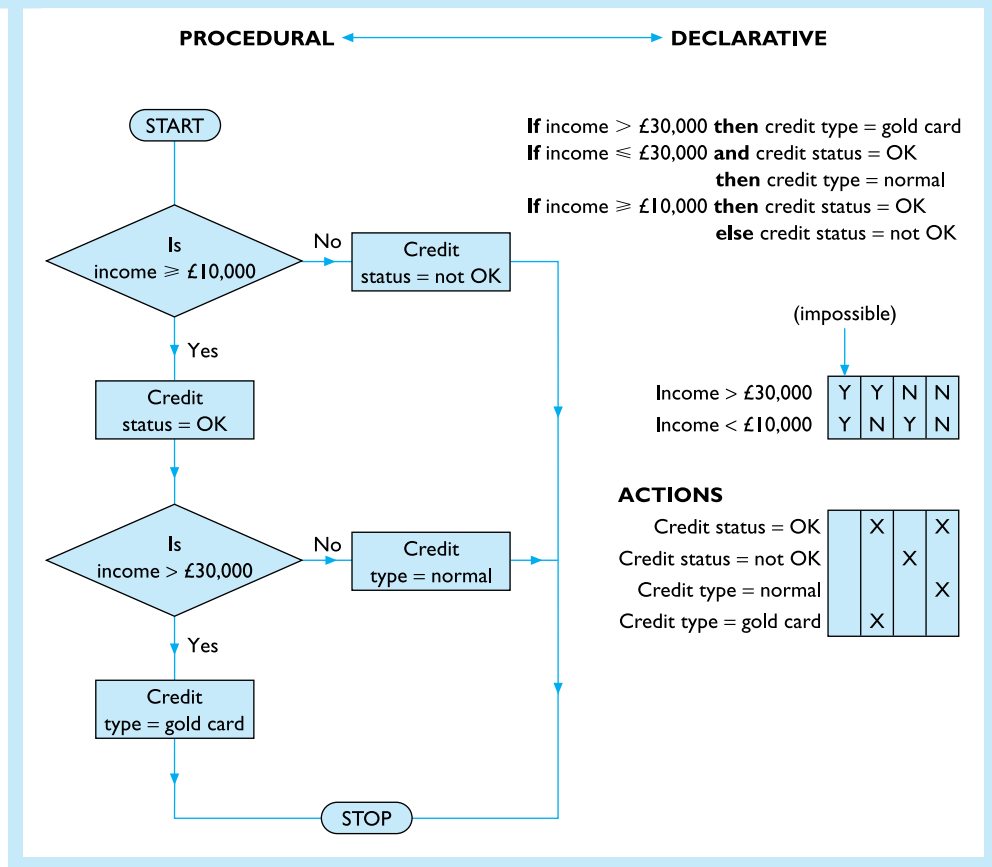 PROCEDURAL
DECLARATIVE
START
Is
income ⩾ £10,000
No
Credit
status = not OK
Yes
Credit
status = OK
Is
income > £30,000
No
Credit
type = normal
Yes
Credit
type = gold card
STOP
If income > £30,000 then credit type = gold card
If income ⩽ £30,000 and credit status = OK
then credit type = normal
If income ⩾ £10,000 then credit status = OK
else credit status = not OK
(impossible)
Income > £30,000 Y Y N N
Income < £10,000 Y N Y N
ACTIONS
Credit status = OK X X
Credit status = not OK X
Credit type = normal X
Credit type = gold card X